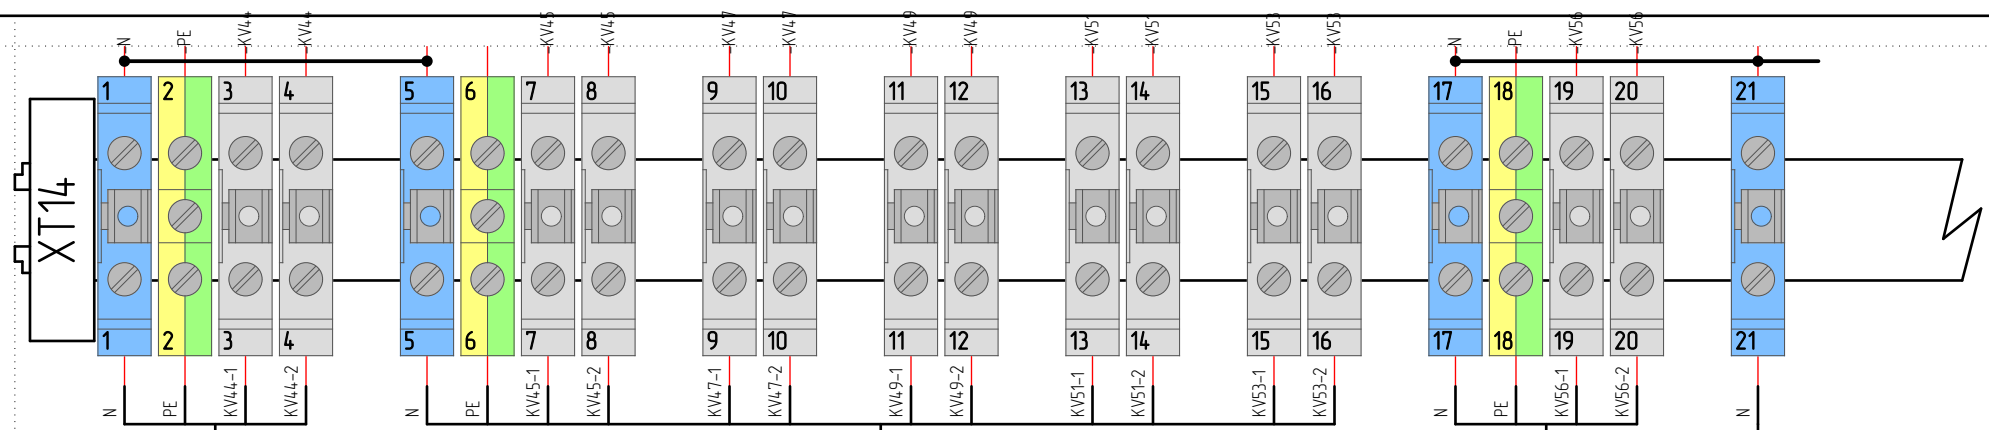 N PE KV44 KV44 KV45 KV45 KV47 KV47 KV49 KV49 KV51 KV51 KV53 KV53 N PE KV56 KV56
1 2 3 4 5 6 7 8 9 10 11 12 13 14 15 16 17 18 19 20 21
XT14
1 2 3 4 5 6 7 8 9 10 11 12 13 14 15 16 17 18 19 20 21
N PE KV44-1 KV44-2 N PE KV45-1 KV45-2 KV47-1 KV47-2 KV49-1 KV49-2 KV51-1 KV51-2 KV53-1 KV53-2 N PE KV56-1 KV56-2 N